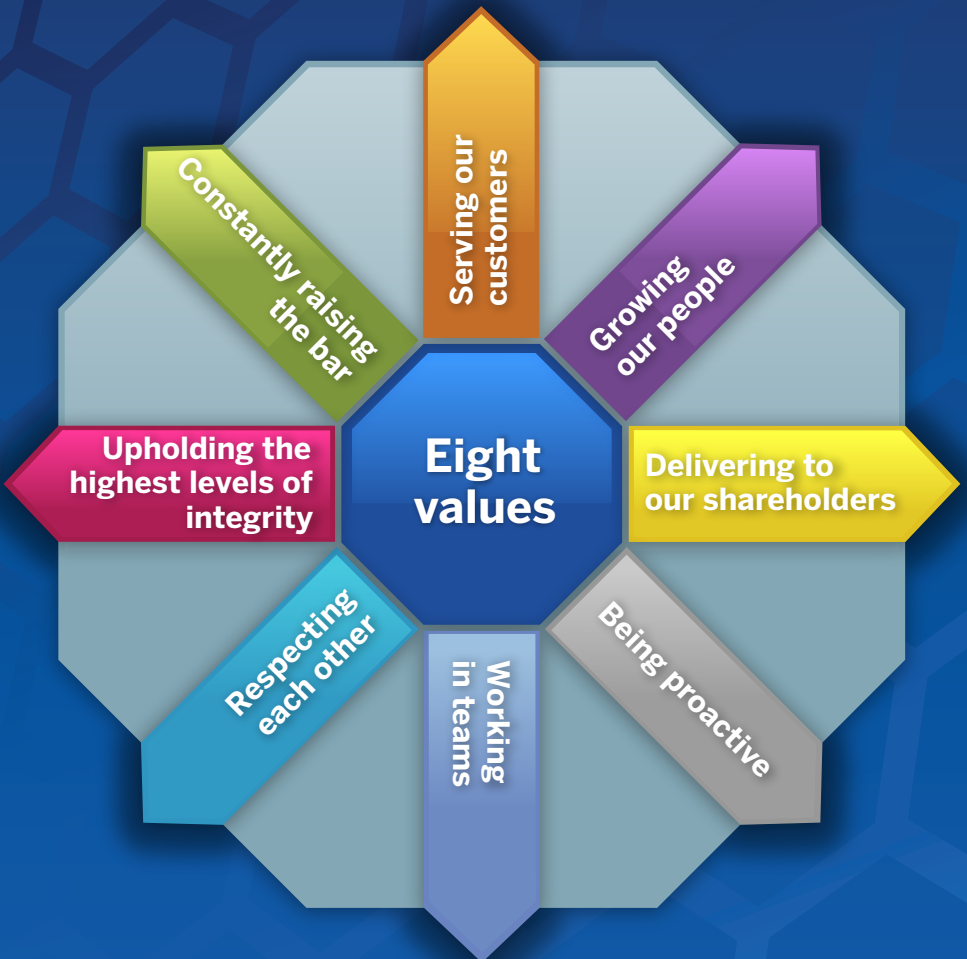 Eight
values
Serving our
customers
Growing
our people
Delivering to
our shareholders
Being proactive
Working
in teams
Respecting
each other
Upholding the
highest levels of
integrity
Constantly raising
the bar